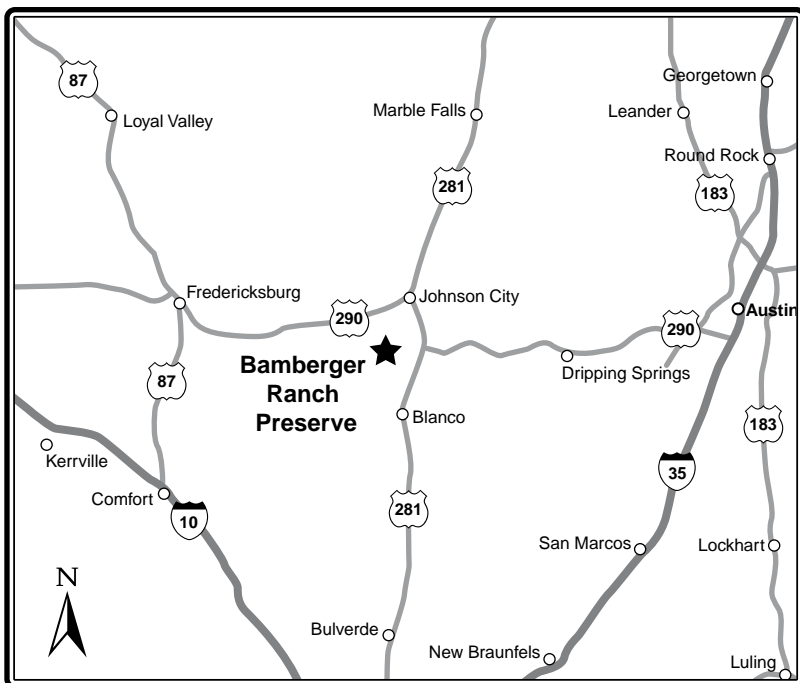 87
Georgetown
Loyal Valley
Marble Falls
Leander
Round Rock
281
183
Fredericksburg
Johnson City
290
290
Austin
Bamberger
Ranch
Preserve
Dripping Springs
87
Blanco
183
Kerrville
35
Comfort
281
10
San Marcos
Lockhart
N
Bulverde
New Braunfels
Luling